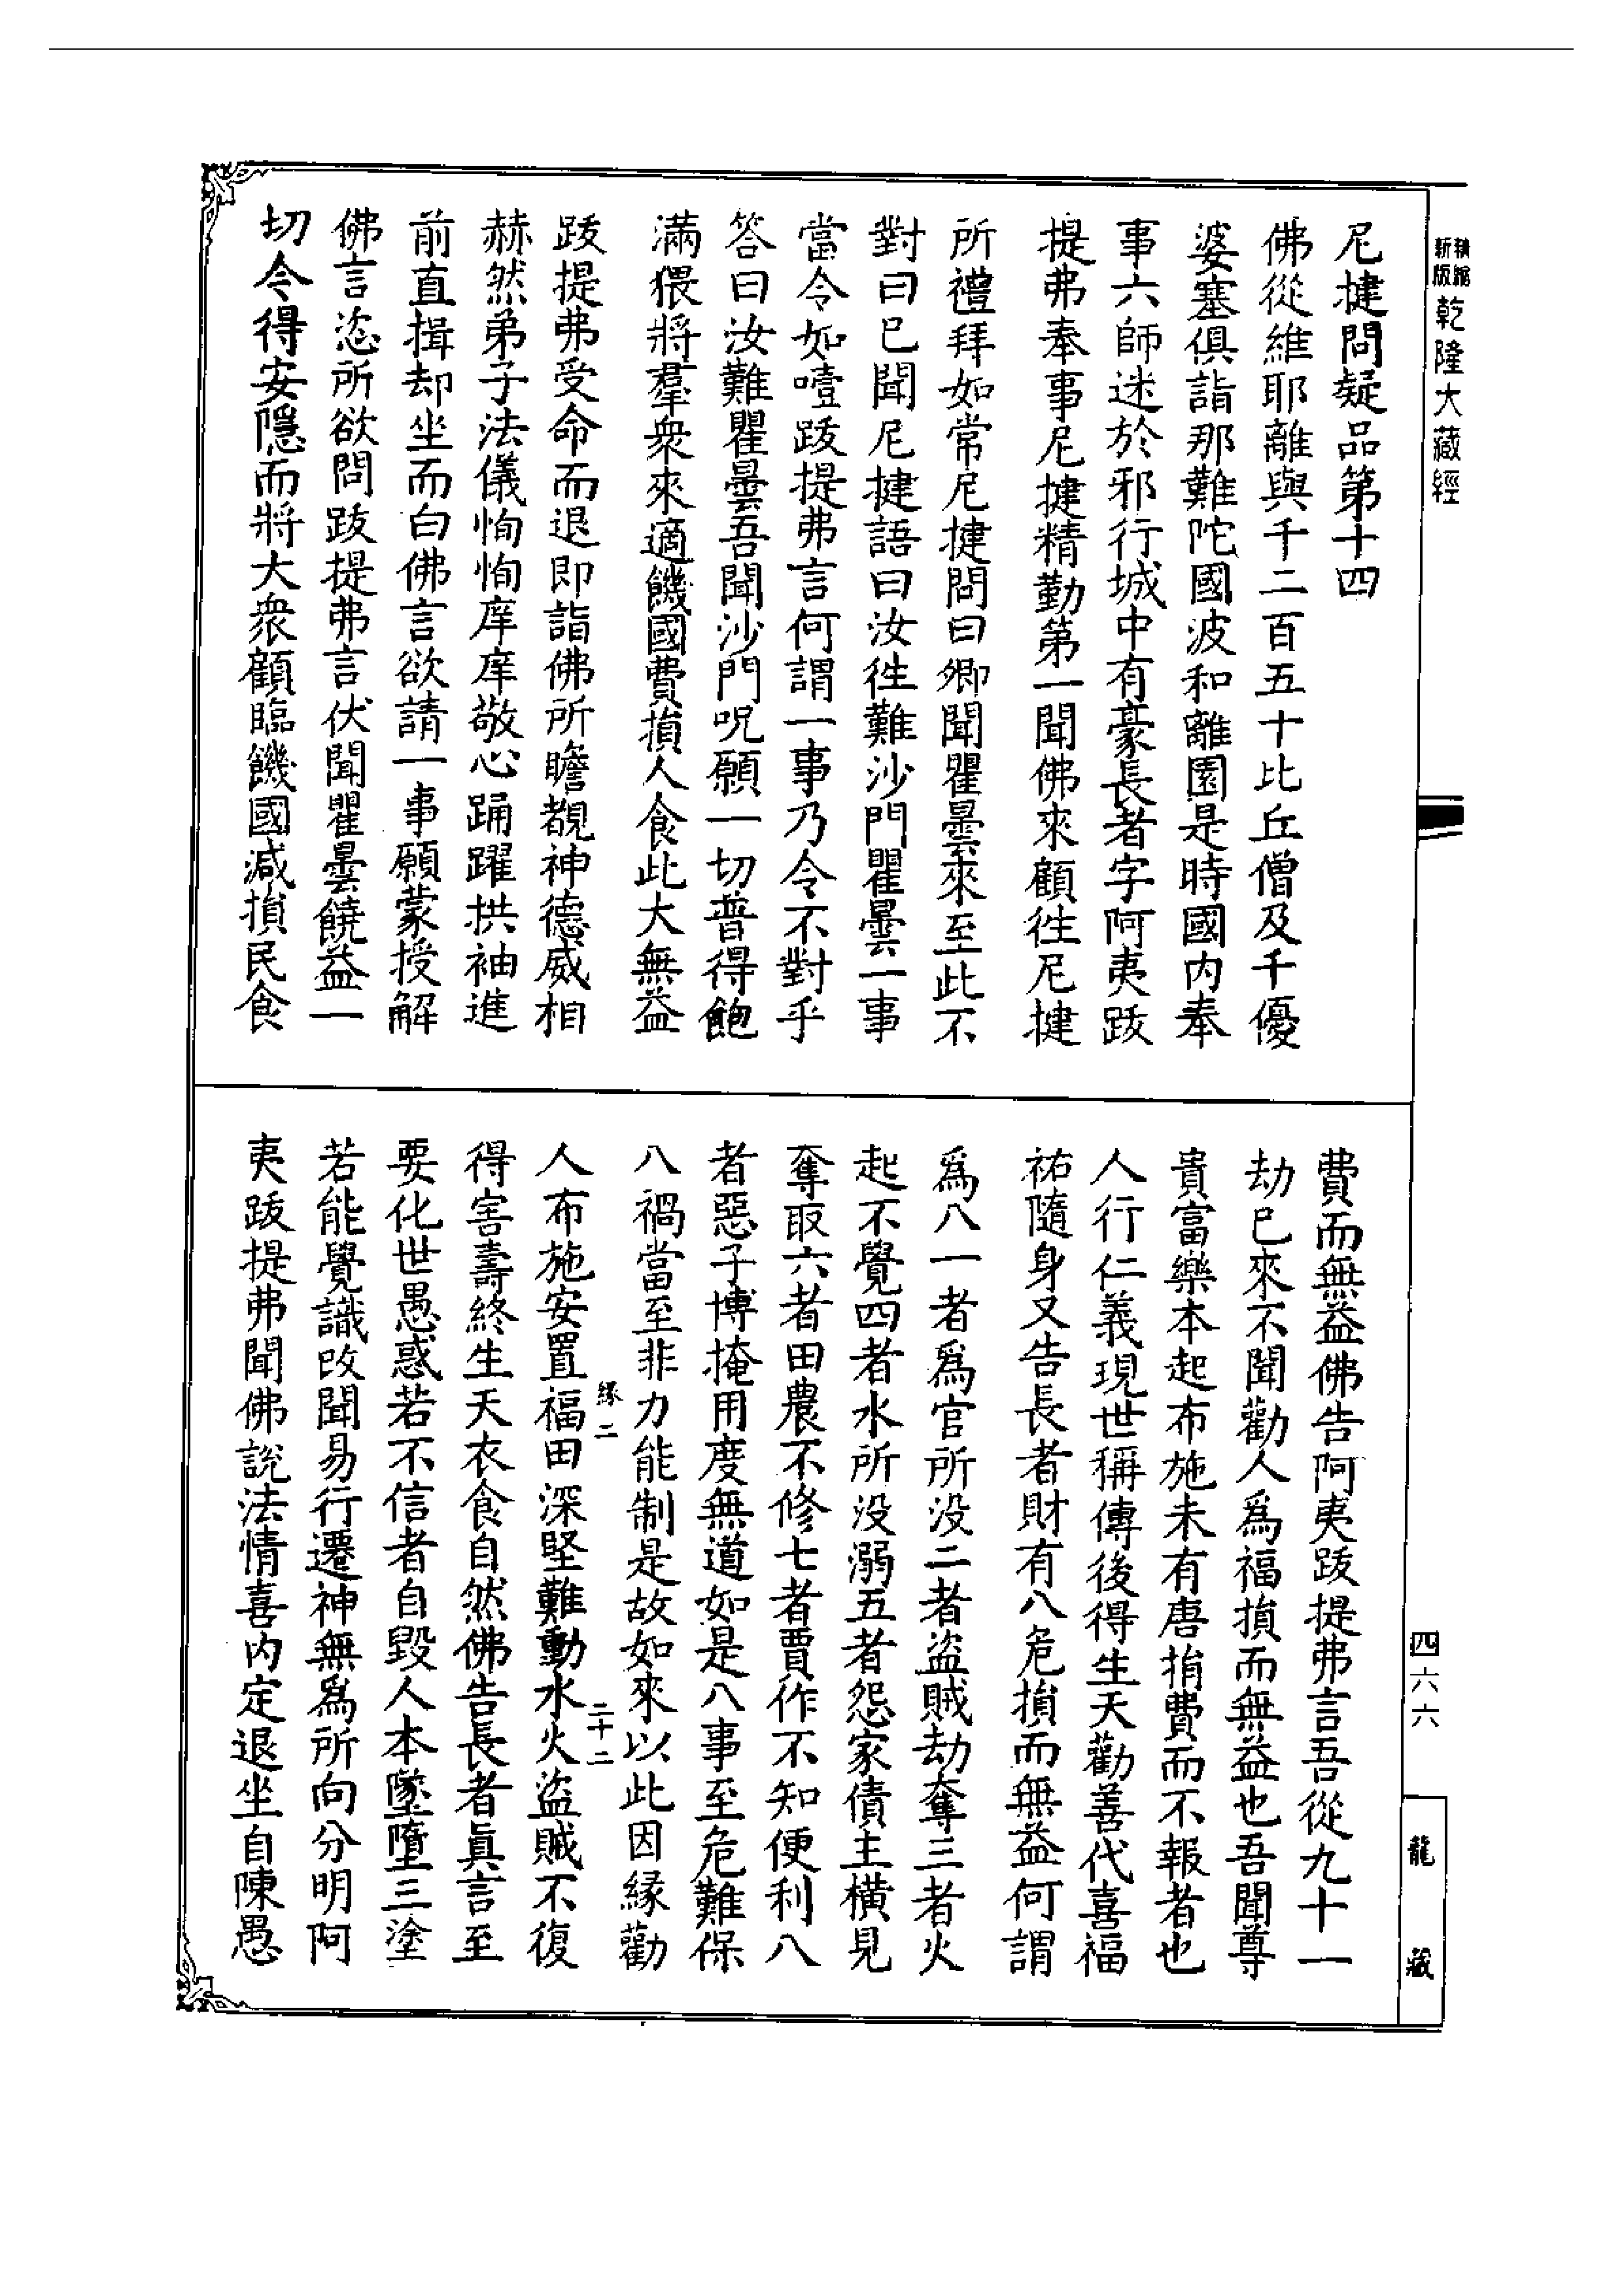 新版
乾隆大藏經
尼揵問疑品第十四
佛從維耶離與千二百五十比丘僧及千優
婆塞俱詣那難陀國波和離園是時國内奉
事六師迷於邪行城中有豪長者字阿夷䟦
提弗奉事尼揵精勤第一聞佛來顧徃尼揵
所禮拜如常尼揵問曰卿聞瞿曇來至此不
對曰已聞尼揵語曰汝徃難沙門瞿曇一事
當令如噎䟦提弗言何謂一事乃令不對乎
答曰汝難瞿曇吾聞沙門呪願一切普得飽
滿猥將羣衆來適饑國費損人食此大無益
䟦提弗受命而退即詣佛所瞻覩神德威相
赫然弟子法儀恂恂庠庠敬心踊躍拱袖進
前直揖却坐而白佛言欲請一事願蒙授解
佛言恣所欲問䟦提弗言伏聞瞿曇饒益一
切令得安隱而將大衆顧臨饑國減損民食
費而無益佛告阿夷䟦提弗言吾從九十一
劫已來不聞勸人爲福損而無益也吾聞尊
貴富樂本起布施未有唐捐費而不報者也
人行仁義現世稱傳後得生天勸善代喜福
祐隨身又告長者財有八危損而無益何謂
爲八一者爲官所没二者盜賊劫奪三者火
起不覺四者水所没溺五者怨家債主橫見
奪取六者田農不修七者賈作不知便利八
者惡子博掩用度無道如是八事至危難保
八禍當至非力能制是故如來以此因縁勸
縁二
二十二
人布施安置福田深堅難動水火盜賊不復
得害壽終生天衣食自然佛告長者眞言至
要化世愚惑若不信者自毀人本墜墮三塗
若能覺識改聞易行遷神無爲所向分明阿
夷䟦提弗聞佛說法情喜内定退坐自陳愚
四六六
龍
藏